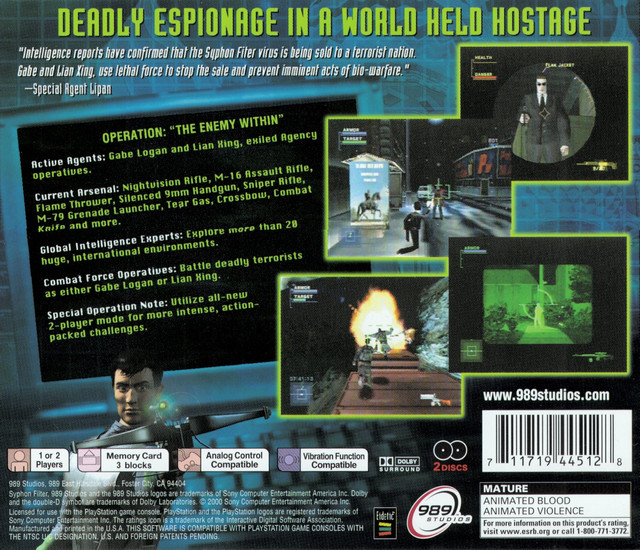 DEADLY ESPIONAGE IN A WORLD HELD HOSTAGE
"Intelligence reports have confirmed that the Syphon Filter virus is being sold to a terrorist nation.
Gabe and Lian Xing, use lethal force to stop the sale and prevent imminent acts of bio-warfare."
—Special Agent Lipan
OPERATION: "THE ENEMY WITHIN"
Active Agents: Gabe Logan and Lian Xing, exiled Agency
operatives.
Current Arsenal: Nightvision Rifle, M-16 Assault Rifle,
Flame Thrower, Silenced 9mm Handgun, Sniper Rifle,
M-79 Grenade Launcher, Tear Gas, Crossbow, Combat
Knife and more.
Global Intelligence Experts: Explore more than 20
huge, international environments.
Combat Force Operatives: Battle deadly terrorists
as either Gabe Logan or Lian Xing.
Special Operation Note: Utilize all-new
2-player mode for more intense, action-
packed challenges.
HEALTH
DANGER
FLAK JACKET
ARMOR
TARGET
ARMOR
ARMOR
TARGET
www.989studios.com
1 or 2
Players
Memory Card
3 blocks
Analog Control
Compatible
Vibration Function
Compatible
DOLBY
SURROUND
2 DISCS
7 11719 44512 8
989 Studios, 989 East Hillsdale Blvd., Foster City, CA 94404
Syphon Filter, 989 Studios and the 989 Studios logos are trademarks of Sony Computer Entertainment America Inc. Dolby
and the double-D symbol are trademarks of Dolby Laboratories. © 2000 Sony Computer Entertainment America Inc.
Licensed for use with the PlayStation game console. PlayStation and the PlayStation logos are registered trademarks of
Sony Computer Entertainment Inc. The ratings icon is a trademark of the Interactive Digital Software Association.
Manufactured and printed in the U.S.A. THIS SOFTWARE IS COMPATIBLE WITH PLAYSTATION GAME CONSOLES WITH
THE NTSC U/C DESIGNATION. U.S. AND FOREIGN PATENTS PENDING.
Eidetic
989
STUDIOS
MATURE
ANIMATED BLOOD
ANIMATED VIOLENCE
For more information on this product's rating,
visit www.esrb.org or call 1-800-771-3772.